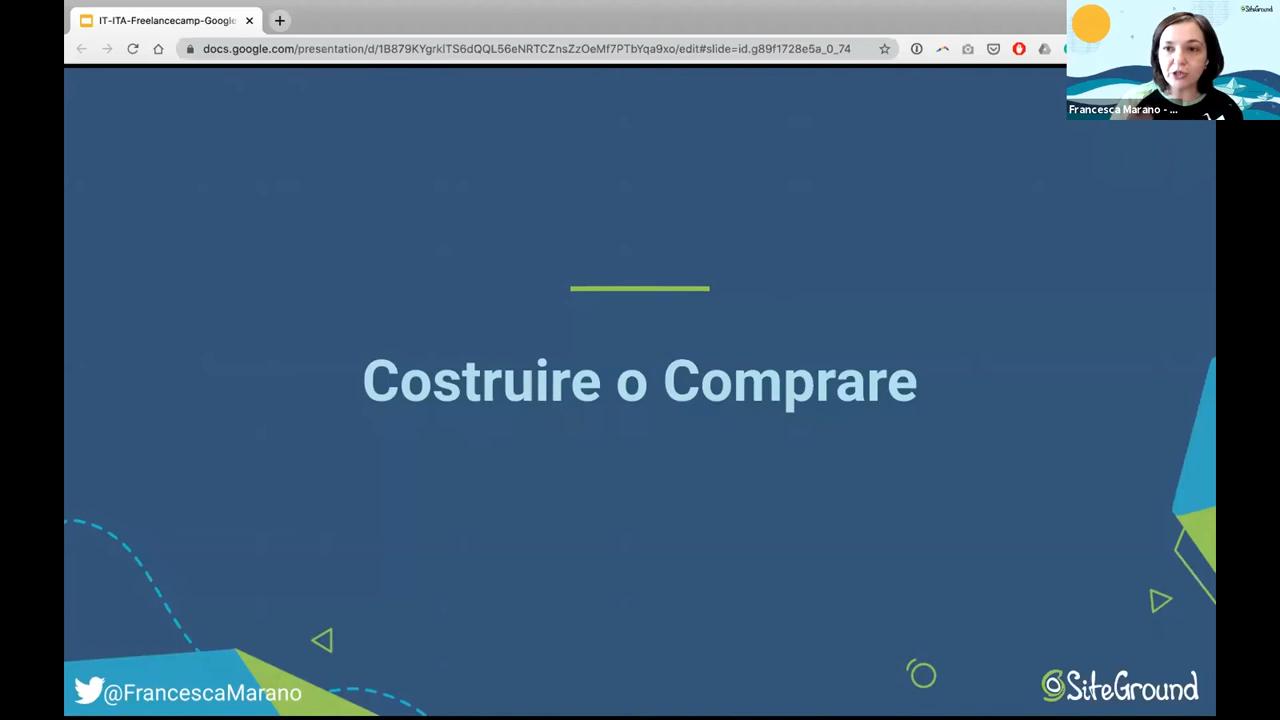 IT-ITA-Freelancecamp-Google
docs.google.com/presentation/d/1B879KYgrklTS6dQQL56eNRTCZnsZzOeMf7PTbYqa9xo/edit#slide=id.g89f1728e5a_0_74
SiteGround
Francesca Marano - ...
Costruire o Comprare
@FrancescaMarano
SiteGround